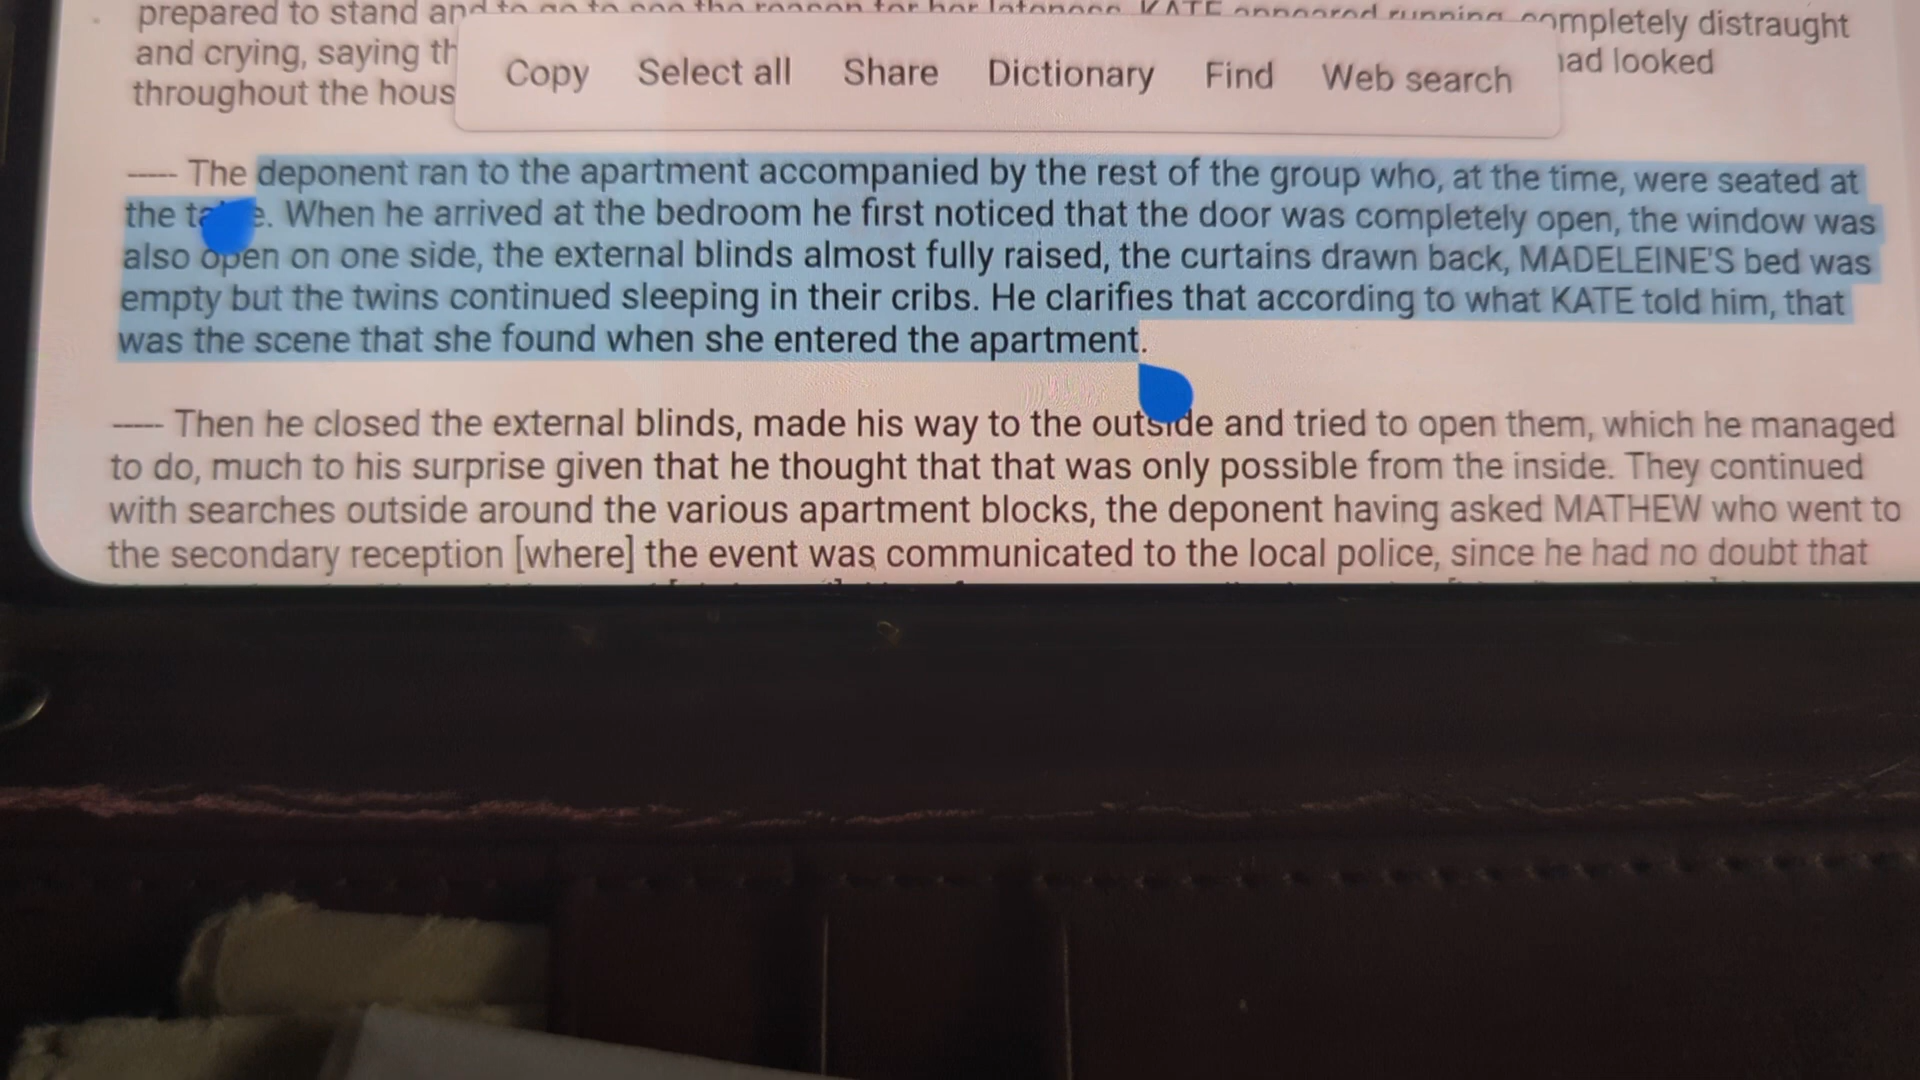 prepared to stand and to go to see the reason for her lateness, KATE appeared running, completely distraught
and crying, saying th
had looked
throughout the hous
Copy Select all Share Dictionary Find Web search
----- The deponent ran to the apartment accompanied by the rest of the group who, at the time, were seated at
the table. When he arrived at the bedroom he first noticed that the door was completely open, the window was
also open on one side, the external blinds almost fully raised, the curtains drawn back, MADELEINE'S bed was
empty but the twins continued sleeping in their cribs. He clarifies that according to what KATE told him, that
was the scene that she found when she entered the apartment.
----- Then he closed the external blinds, made his way to the outside and tried to open them, which he managed
to do, much to his surprise given that he thought that that was only possible from the inside. They continued
with searches outside around the various apartment blocks, the deponent having asked MATHEW who went to
the secondary reception [where] the event was communicated to the local police, since he had no doubt that